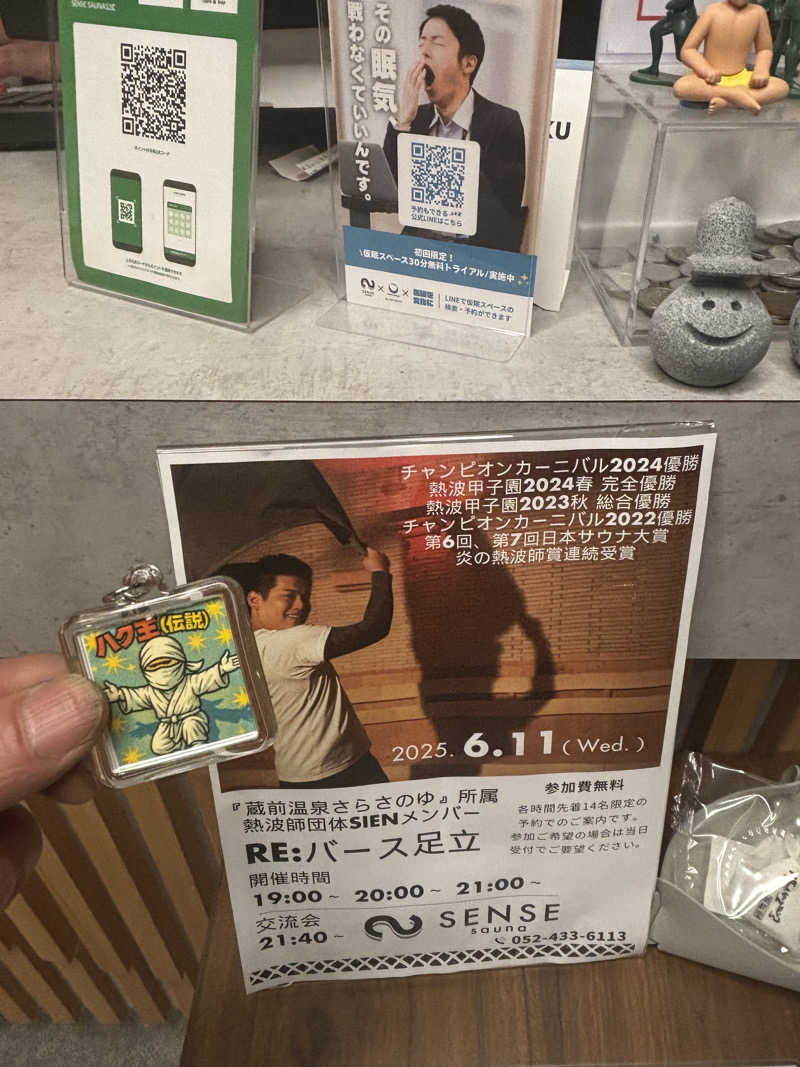 SENSE SAUNA公式
その眠気、
戦わなくていいんです。
予約もできる♪
公式LINEはこちら
初回限定！
\仮眠スペース30分無料トライアル/実施中
SENSE
LINEで仮眠スペースの
検索・予約ができます
KU
チャンピオンカーニバル2024優勝
熱波甲子園2024春 完全優勝
熱波甲子園2023秋 総合優勝
チャンピオンカーニバル2022優勝
第6回、第7回日本サウナ大賞
炎の熱波師賞連続受賞
ハク王(伝説)
2025. 6.11 (Wed.)
『蔵前温泉さらさのゆ』所属
熱波師団体SIENメンバー
RE:バース足立
開催時間
19:00~ 20:00~ 21:00~
交流会
21:40~
参加費無料
各時間先着14名限定の
予約でのご案内です。
参加ご希望の場合は当日
受付でご要望ください。
SENSE
sauna
052-433-6113